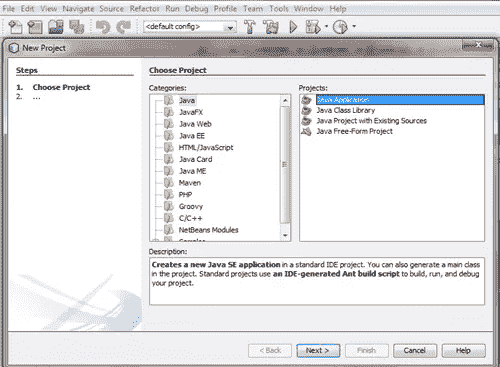 File Edit View Navigate Source Refactor Run Debug Profile Team Tools Window Help
<default config>
New Project
Steps
1. Choose Project
2. ...
Choose Project
Categories:
Java
JavaFX
Java Web
Java EE
HTML/JavaScript
Java Card
Java ME
Maven
PHP
Groovy
C/C++
NetBeans Modules
Projects:
Java Application
Java Class Library
Java Project with Existing Sources
Java Free-Form Project
Description:
Creates a new Java SE application in a standard IDE project. You can also generate a main class
in the project. Standard projects use an IDE-generated Ant build script to build, run, and debug
your project.
< Back
Next >
Finish
Cancel
Help